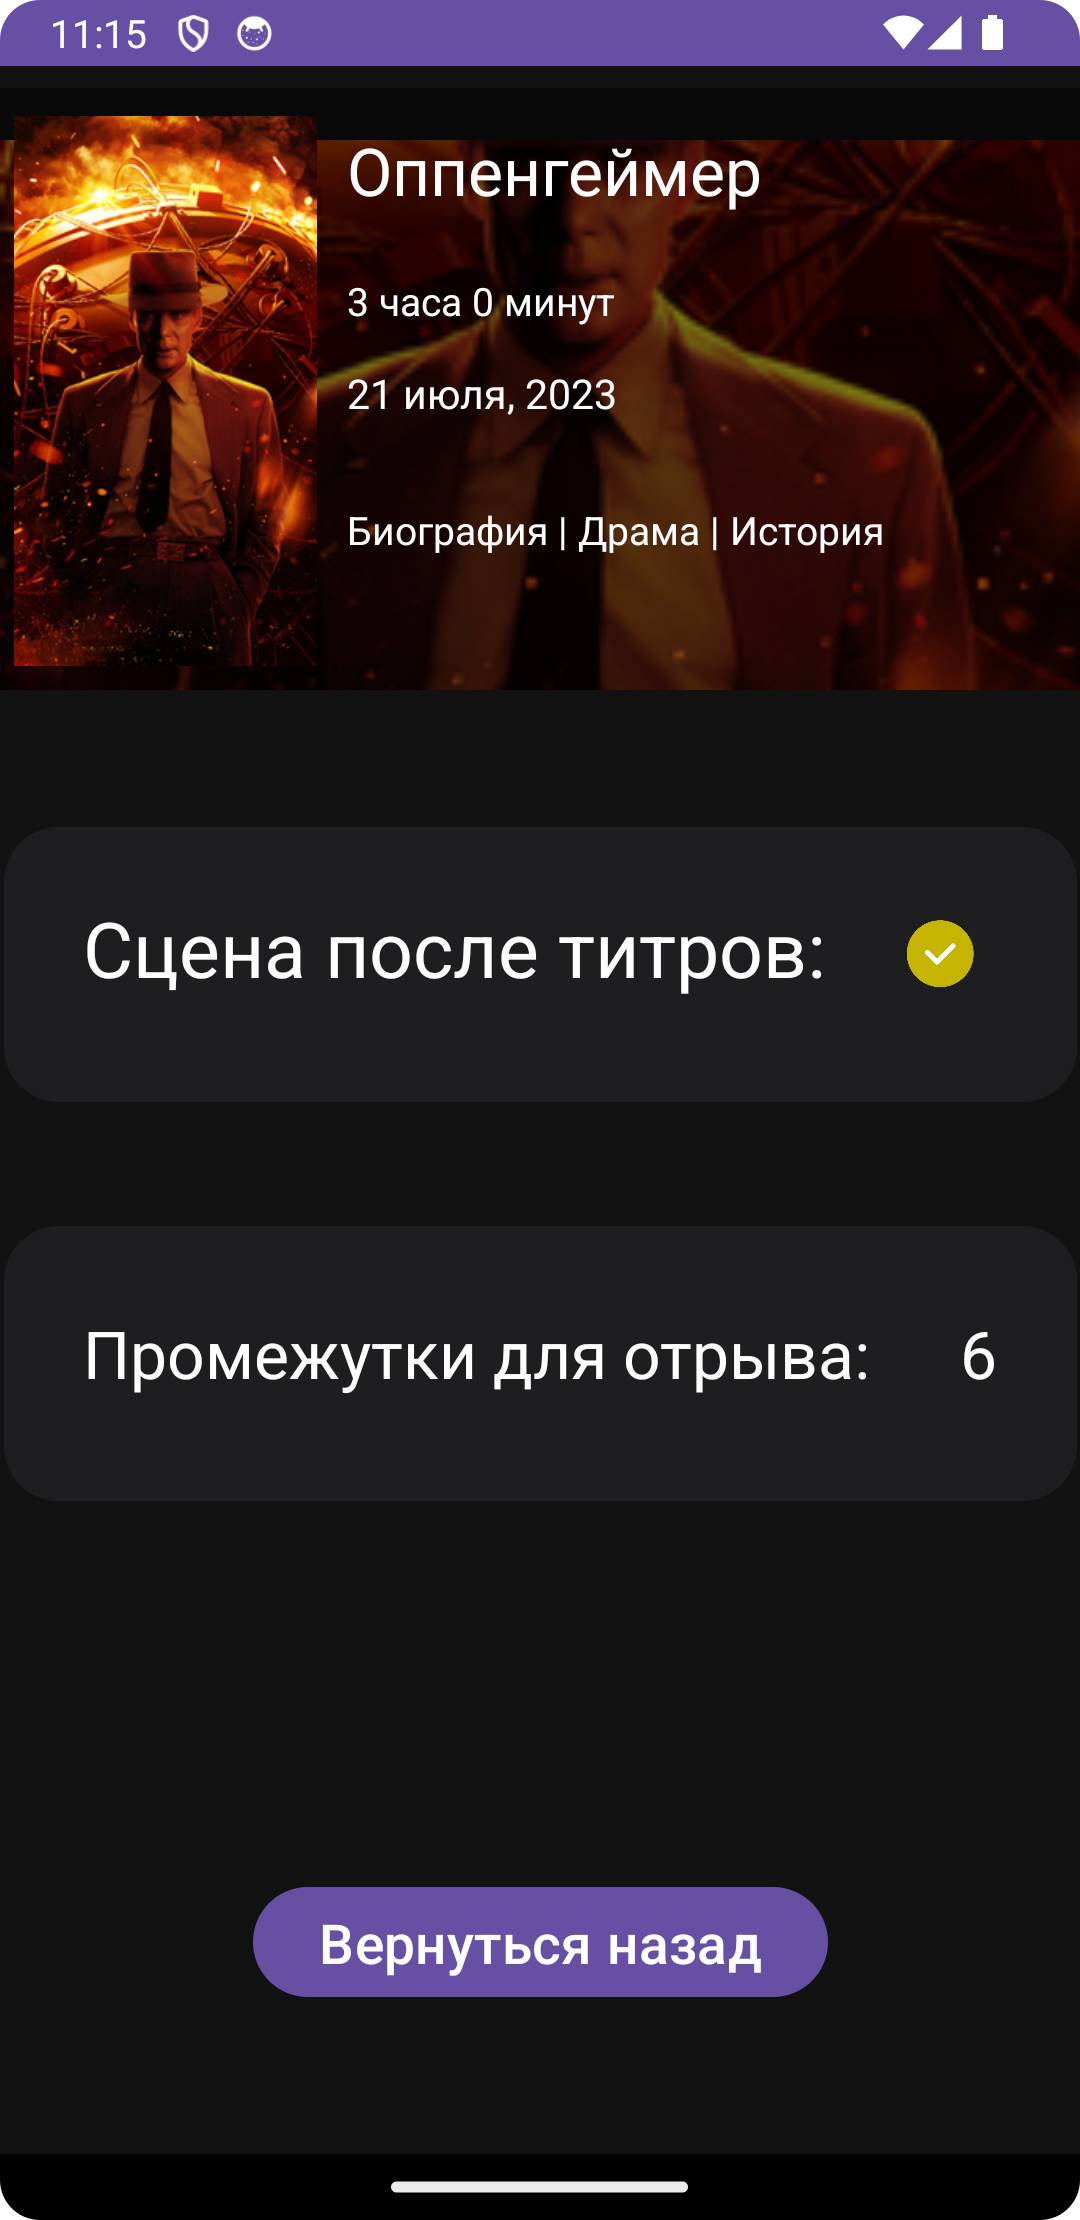 11:15
Оппенгеймер
3 часа 0 минут
21 июля, 2023
Биография | Драма | История
Сцена после титров:
Промежутки для отрыва: 6
Вернуться назад